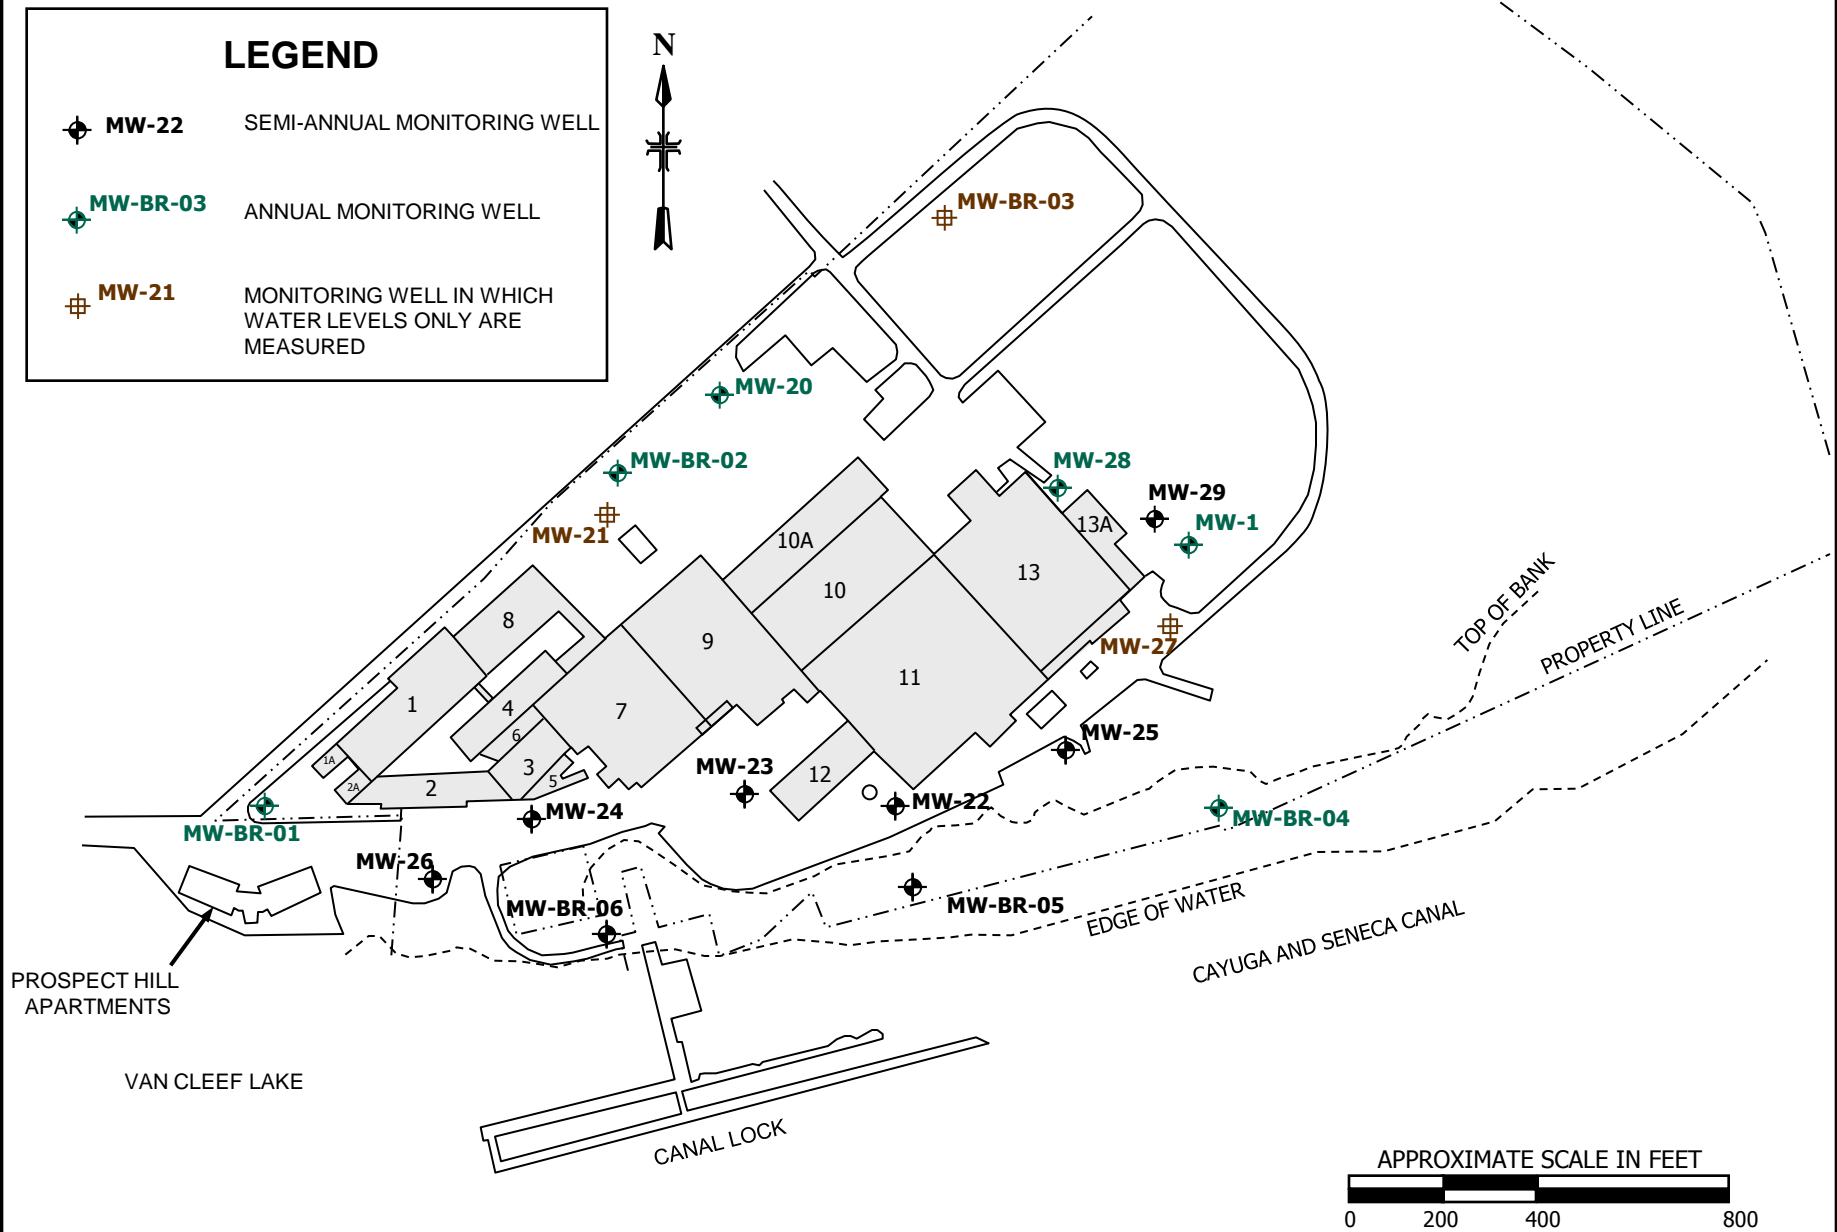 LEGEND
MW-22 SEMI-ANNUAL MONITORING WELL
MW-BR-03 ANNUAL MONITORING WELL
MW-21 MONITORING WELL IN WHICH
WATER LEVELS ONLY ARE
MEASURED
N
MW-BR-03
MW-20
MW-BR-02
MW-28
MW-29
MW-1
MW-21
13A
10A
13
10
8
9
11
MW-27
TOP OF BANK
PROPERTY LINE
1
4
7
6
3
5
1A
2A
2
12
MW-25
MW-23
MW-22
MW-24
MW-BR-04
MW-BR-01
MW-26
MW-BR-06
MW-BR-05
EDGE OF WATER
CAYUGA AND SENECA CANAL
PROSPECT HILL
APARTMENTS
VAN CLEEF LAKE
CANAL LOCK
APPROXIMATE SCALE IN FEET
0 200 400 800